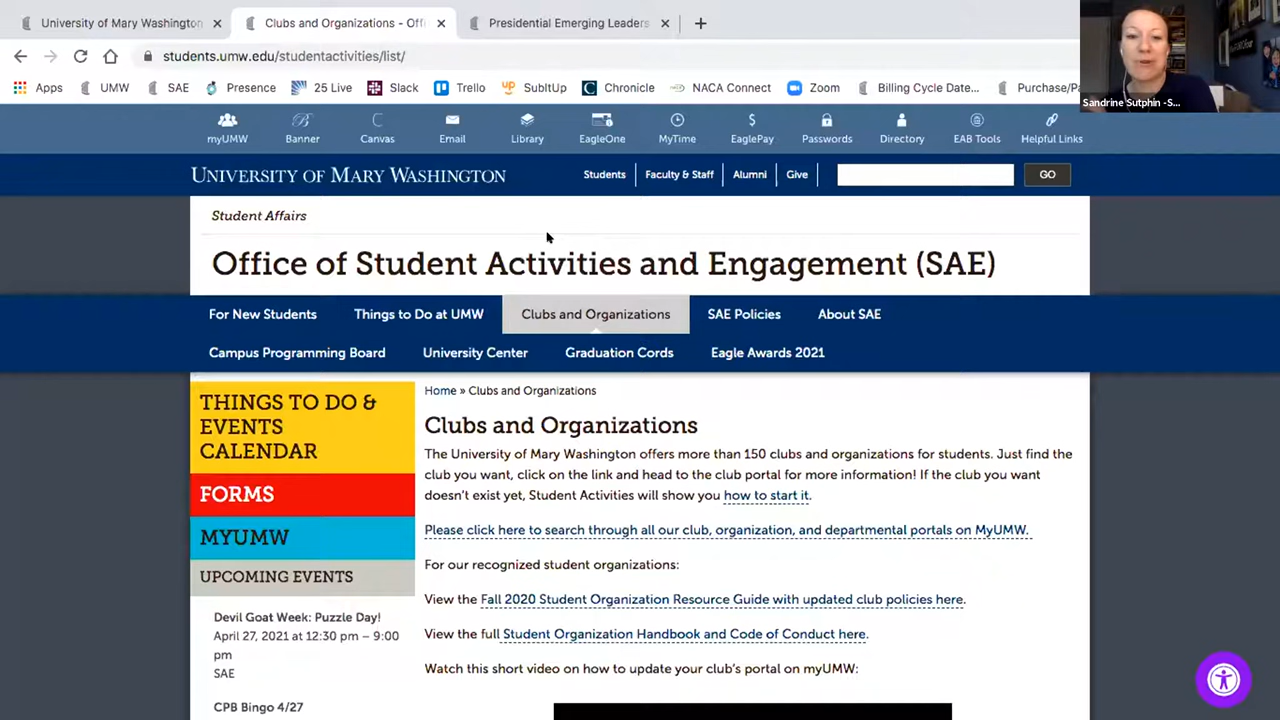 University of Mary Washington
Clubs and Organizations - Offi
Presidential Emerging Leaders
students.umw.edu/studentactivities/list/
Apps UMW SAE Presence 25 Live Slack Trello SubItUp Chronicle NACA Connect Zoom Billing Cycle Date... Purchase/Pa
Sandrine Sutphin -S...
myUMW Banner Canvas Email Library EagleOne MyTime EaglePay Passwords Directory EAB Tools Helpful Links
UNIVERSITY OF MARY WASHINGTON
Students Faculty & Staff Alumni Give GO
Student Affairs
Office of Student Activities and Engagement (SAE)
For New Students Things to Do at UMW Clubs and Organizations SAE Policies About SAE
Campus Programming Board University Center Graduation Cords Eagle Awards 2021
THINGS TO DO &
EVENTS
CALENDAR
FORMS
MYUMW
UPCOMING EVENTS
Devil Goat Week: Puzzle Day!
April 27, 2021 at 12:30 pm – 9:00
pm
SAE
CPB Bingo 4/27
Home » Clubs and Organizations
Clubs and Organizations
The University of Mary Washington offers more than 150 clubs and organizations for students. Just find the
club you want, click on the link and head to the club portal for more information! If the club you want
doesn't exist yet, Student Activities will show you how to start it.
Please click here to search through all our club, organization, and departmental portals on MyUMW.
For our recognized student organizations:
View the Fall 2020 Student Organization Resource Guide with updated club policies here.
View the full Student Organization Handbook and Code of Conduct here.
Watch this short video on how to update your club's portal on myUMW: